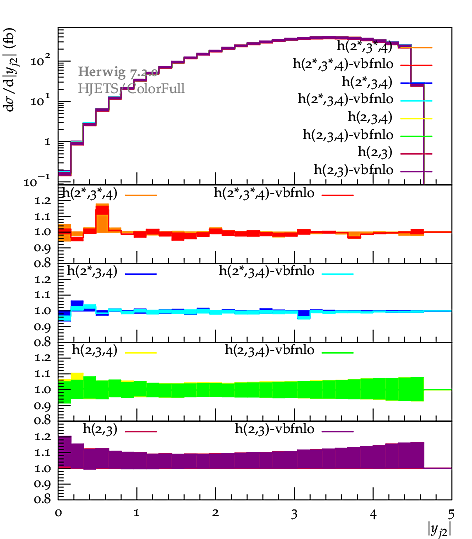 dσ/d|y_{j2}| (fb)
10²
10¹
1
10⁻¹
Herwig 7.2.0
HJETS/ColorFull
h(2*,3*,4)
h(2*,3*,4)-vbfnlo
h(2*,3,4)
h(2*,3,4)-vbfnlo
h(2,3,4)
h(2,3,4)-vbfnlo
h(2,3)
h(2,3)-vbfnlo
h(2*,3*,4) h(2*,3*,4)-vbfnlo
1.2
1.1
1.0
0.9
0.8
h(2*,3,4) h(2*,3,4)-vbfnlo
1.2
1.1
1.0
0.9
0.8
h(2,3,4) h(2,3,4)-vbfnlo
1.2
1.1
1.0
0.9
0.8
h(2,3) h(2,3)-vbfnlo
1.2
1.1
1.0
0.9
0.8
0 1 2 3 4 5
|y_{j2}|